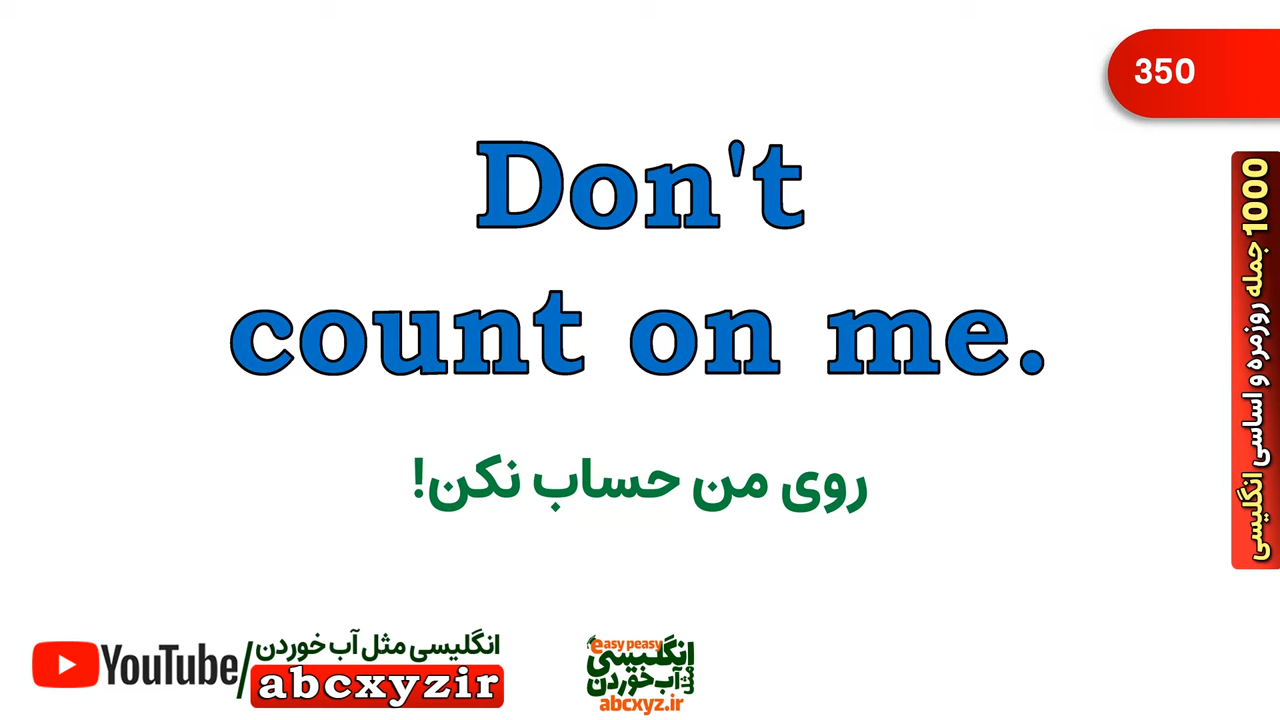 350
Don't
count on me.
روی من حساب نکن!
1000 جمله روزمره و اساسی انگلیسی
YouTube/
انگلیسی مثل آب خوردن
abcxyzir
easy peasy
انگلیسی
مثل
آب خوردن
abcxyz.ir